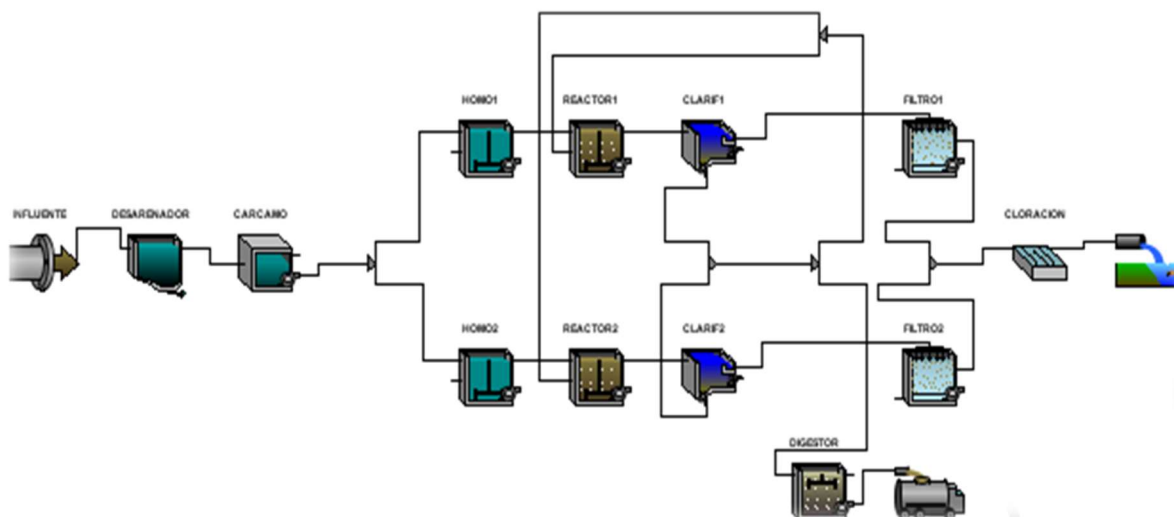 HOMO1
REACTOR1
CLARIF1
FILTRO1
INFLUENTE
DESARENADOR
CARCAMO
CLORACION
HOMO2
REACTOR2
CLARIF2
FILTRO2
DIGESTOR